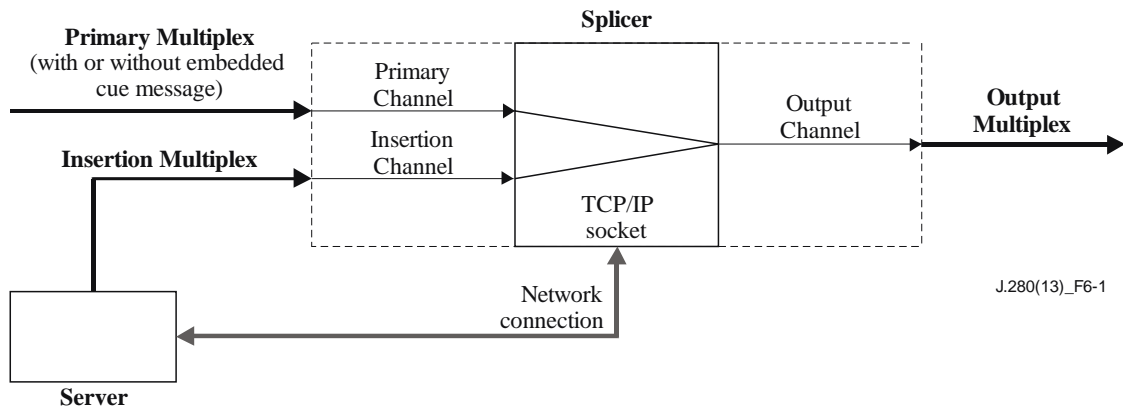 Splicer
Primary Multiplex
(with or without embedded
cue message)
Primary
Channel
Output
Channel
Output
Multiplex
Insertion Multiplex
Insertion
Channel
TCP/IP
socket
Network
connection
J.280(13)_F6-1
Server